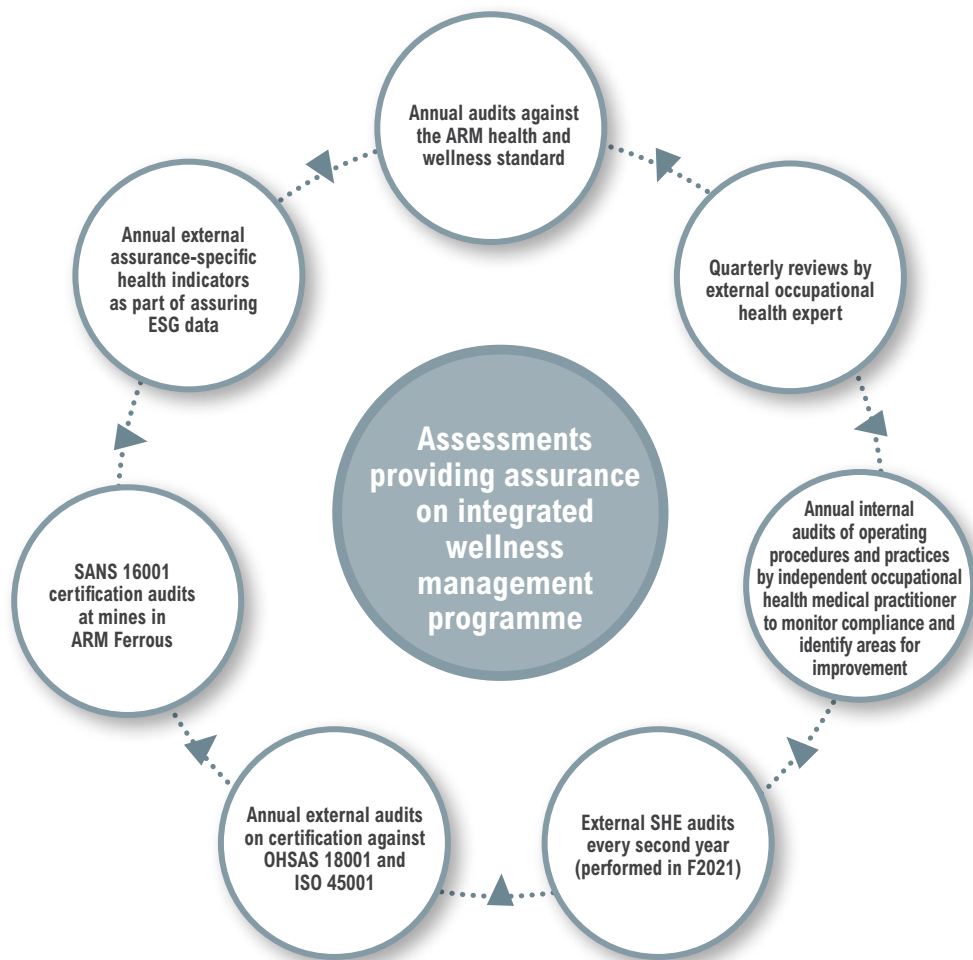 Annual audits against
the ARM health and
wellness standard
Quarterly reviews by
external occupational
health expert
Annual internal
audits of operating
procedures and practices
by independent occupational
health medical practitioner
to monitor compliance and
identify areas for
improvement
External SHE audits
every second year
(performed in F2021)
Annual external audits
on certification against
OHSAS 18001 and
ISO 45001
SANS 16001
certification audits
at mines in
ARM Ferrous
Annual external
assurance-specific
health indicators
as part of assuring
ESG data
Assessments
providing assurance
on integrated
wellness
management
programme